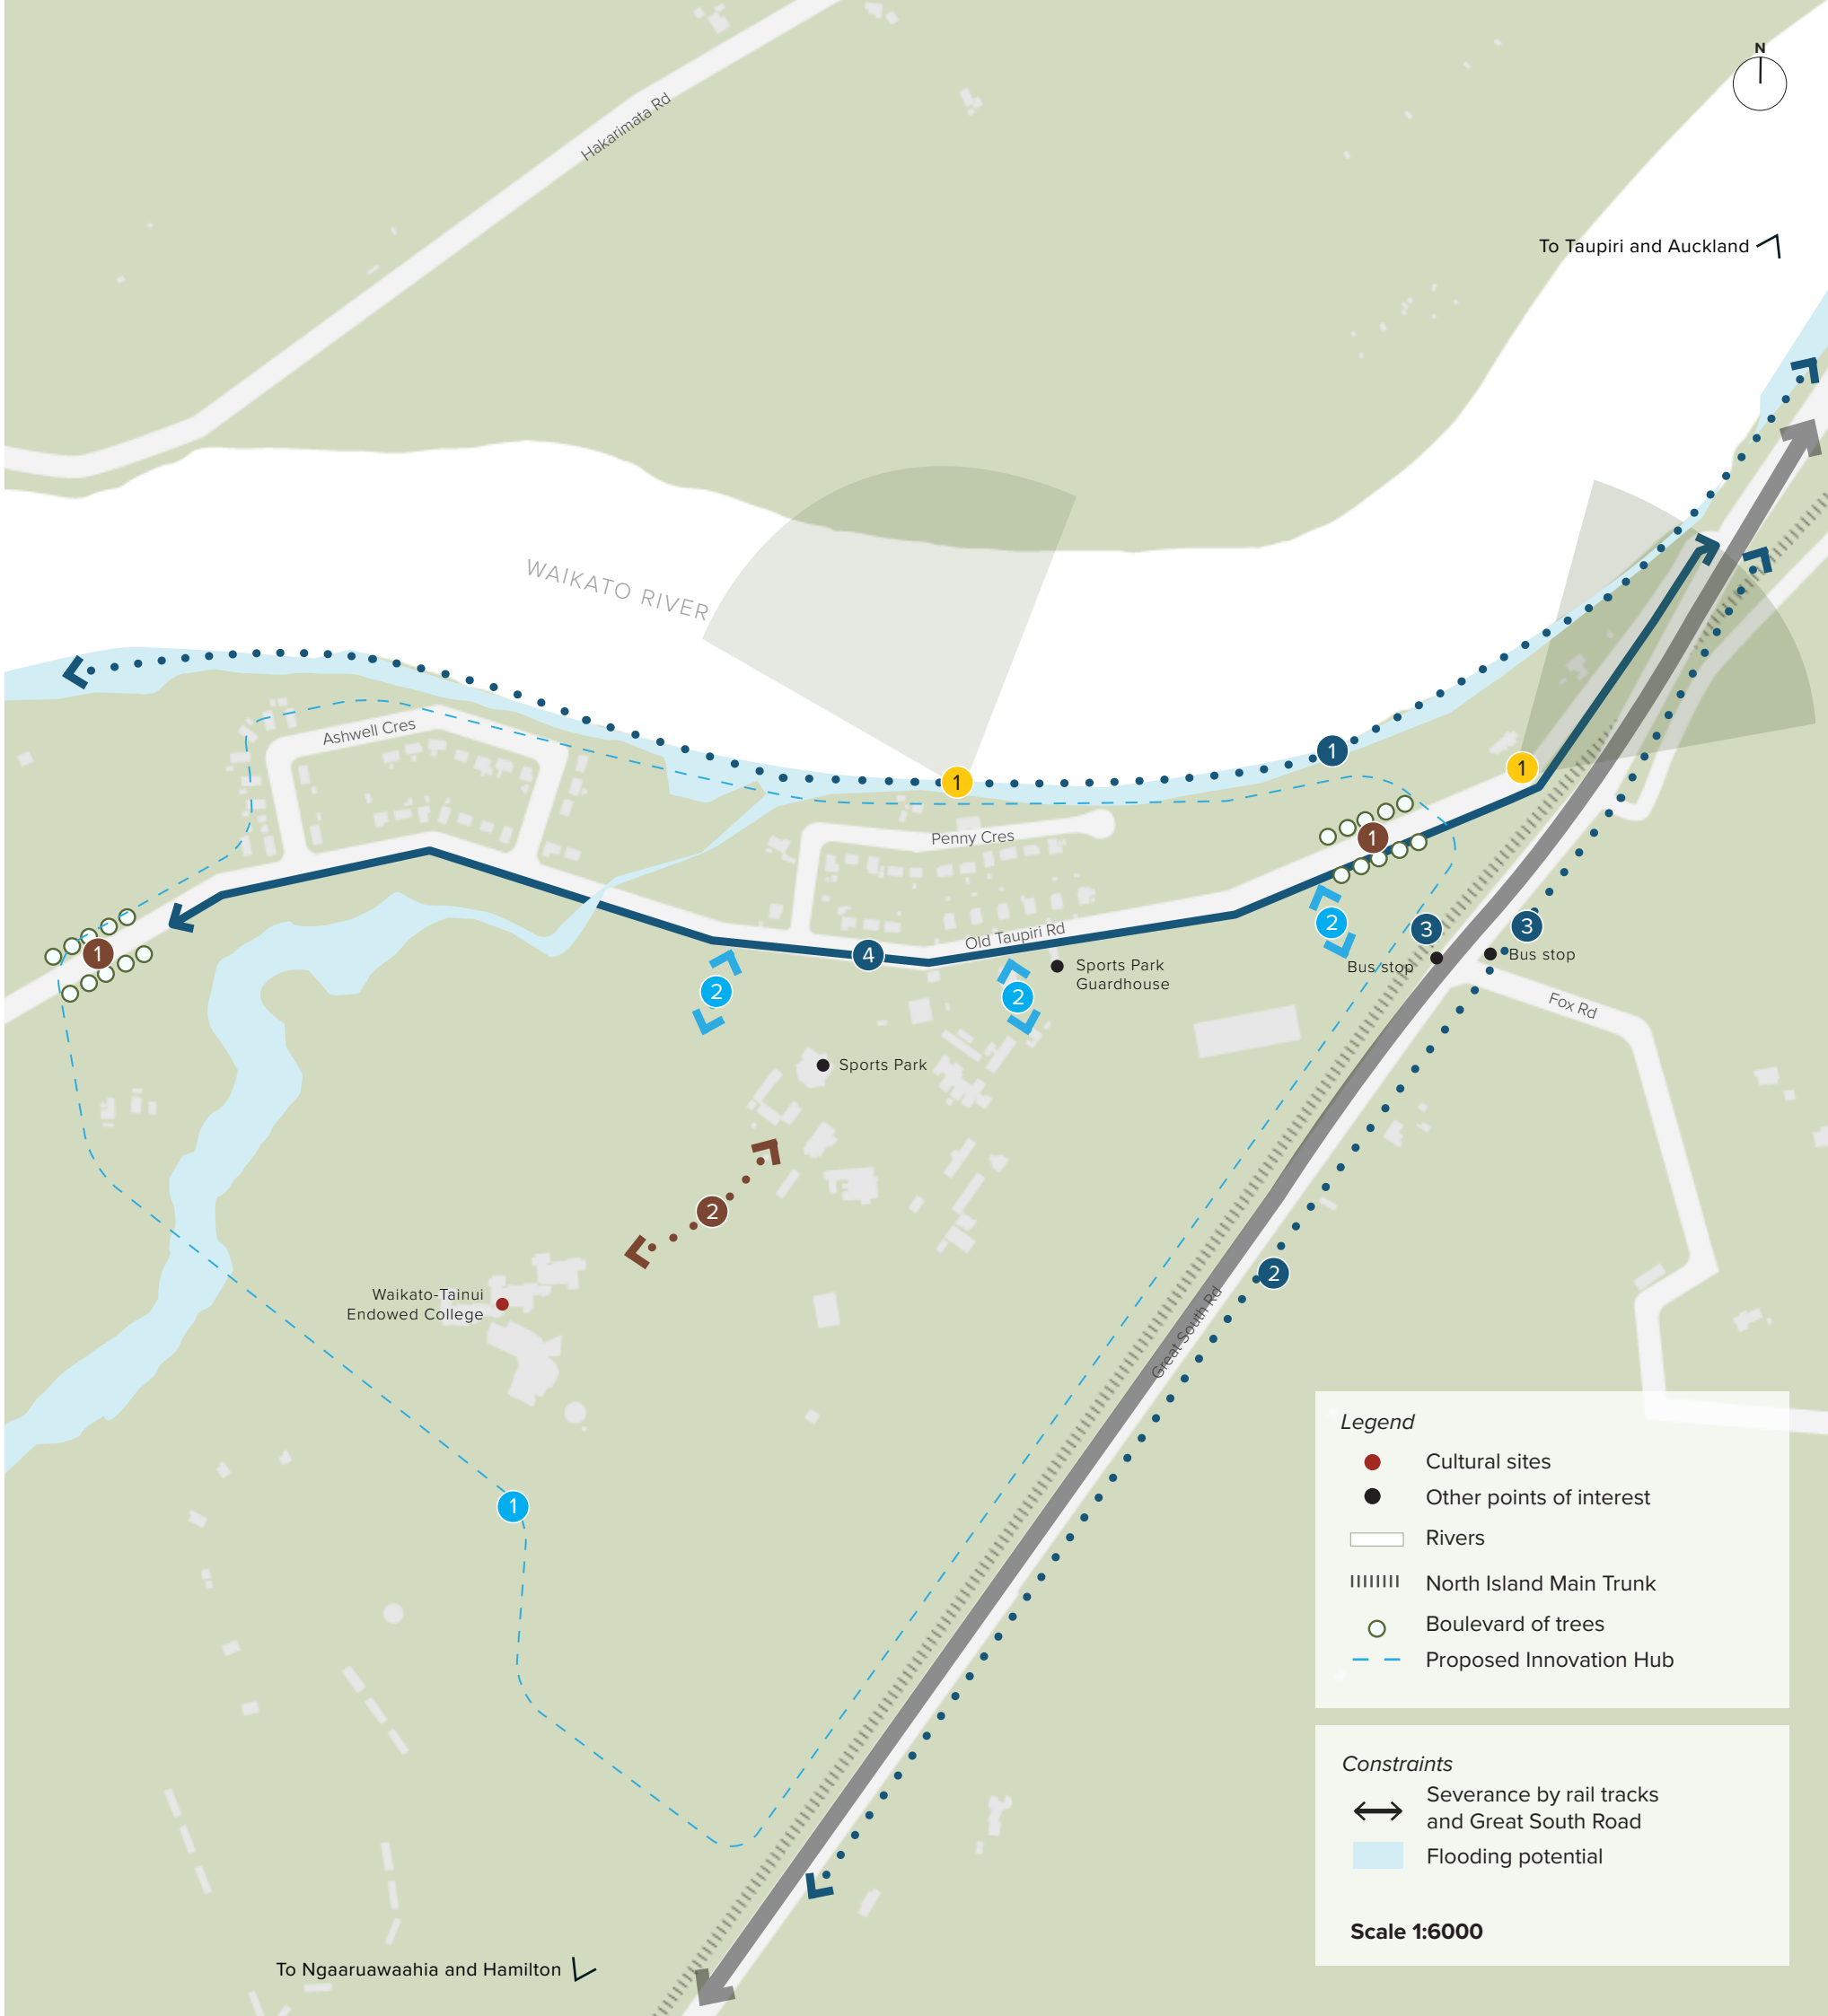 N
Hakarimata Rd
To Taupiri and Auckland
WAIKATO RIVER
Ashwell Cres
1
1
1
Penny Cres
1
1
Old Taupiri Rd
4
2
2
2
3
3
Bus stop
Bus stop
Sports Park
Guardhouse
Fox Rd
Sports Park
2
Waikato-Tainui
Endowed College
2
Great South Rd
1
Legend
Cultural sites
Other points of interest
Rivers
North Island Main Trunk
Boulevard of trees
Proposed Innovation Hub
Constraints
Severance by rail tracks
and Great South Road
Flooding potential
Scale 1:6000
To Ngaaruawaahia and Hamilton